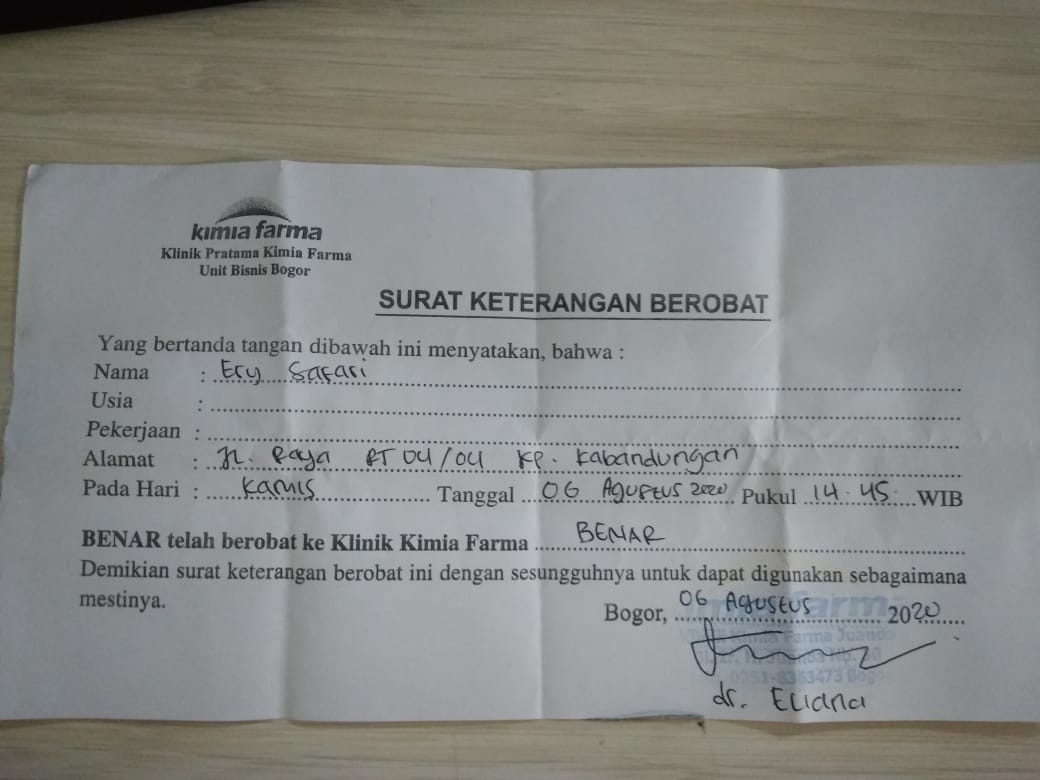 kimia farma
Klinik Pratama Kimia Farma
Unit Bisnis Bogor
SURAT KETERANGAN BEROBAT
Yang bertanda tangan dibawah ini menyatakan, bahwa :
Nama : Ery Safari
Usia :
Pekerjaan :
Alamat : Jl. Raya RT 04/04 Kp. Kabandungan
Pada Hari : Kamis Tanggal 06 Agustus 2020 Pukul 14.45 WIB
BENAR telah berobat ke Klinik Kimia Farma BENAR
Demikian surat keterangan berobat ini dengan sesungguhnya untuk dapat digunakan sebagaimana
mestinya.
Bogor, 06 AGUSTUS 2020
kimia farma
Kimia Farma Juanda
No. 30
0251-8363473 Bogor
dr. Eliana